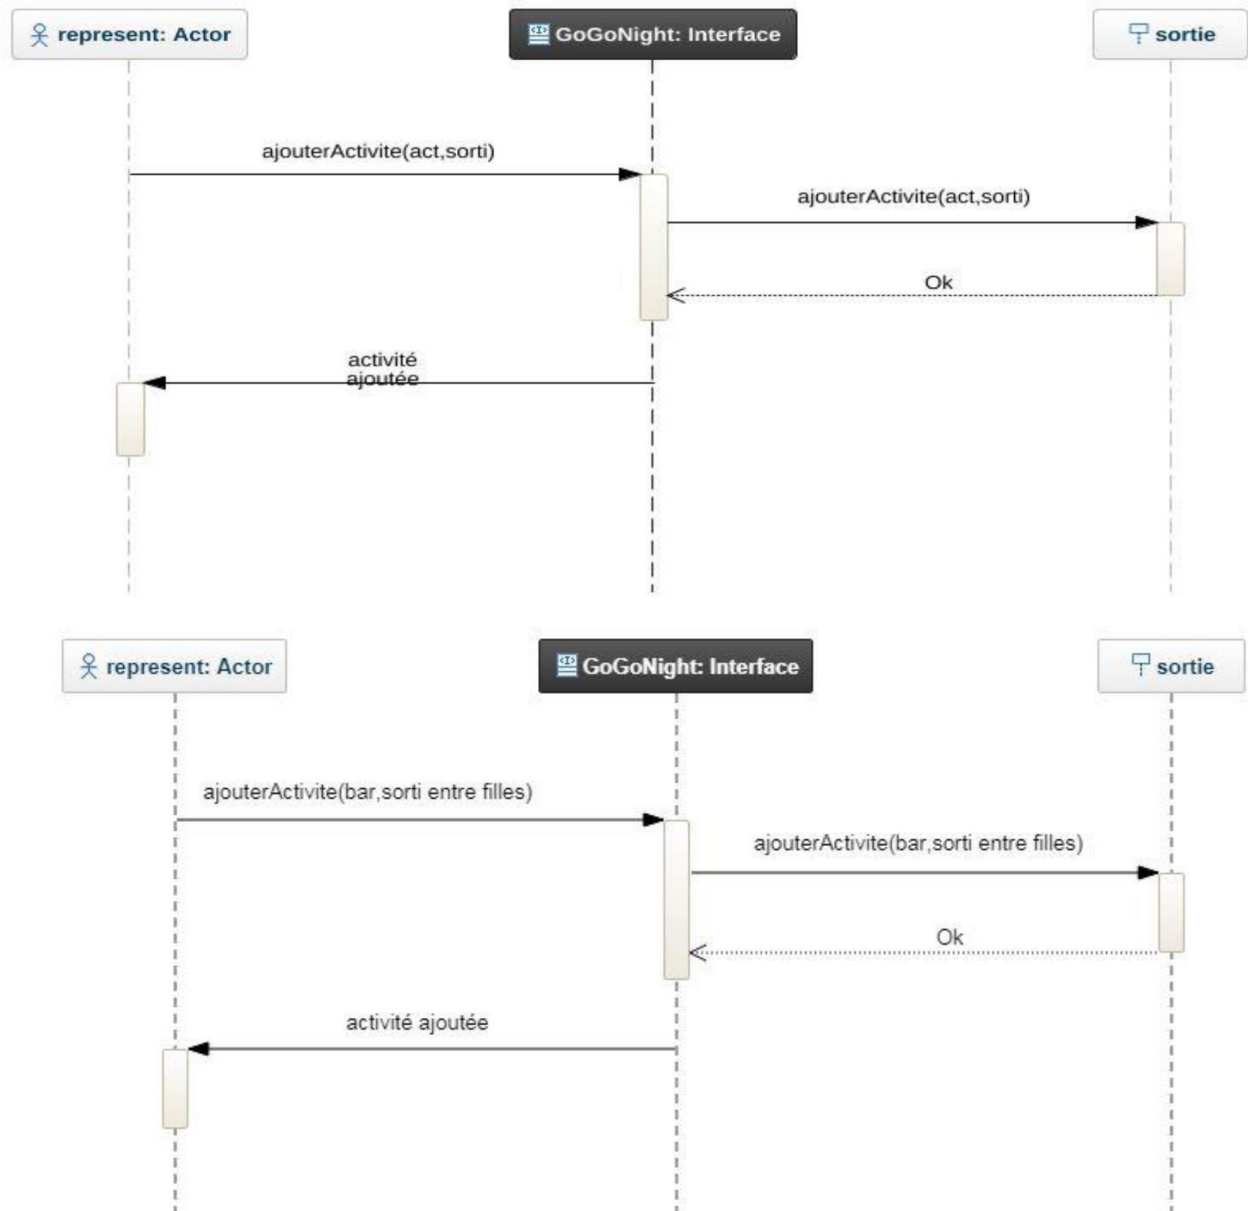 represent: Actor
GoGoNight: Interface
sortie
ajouterActivite(act,sorti)
ajouterActivite(act,sorti)
Ok
activité
ajoutée
represent: Actor
GoGoNight: Interface
sortie
ajouterActivite(bar,sorti entre filles)
ajouterActivite(bar,sorti entre filles)
Ok
activité ajoutée